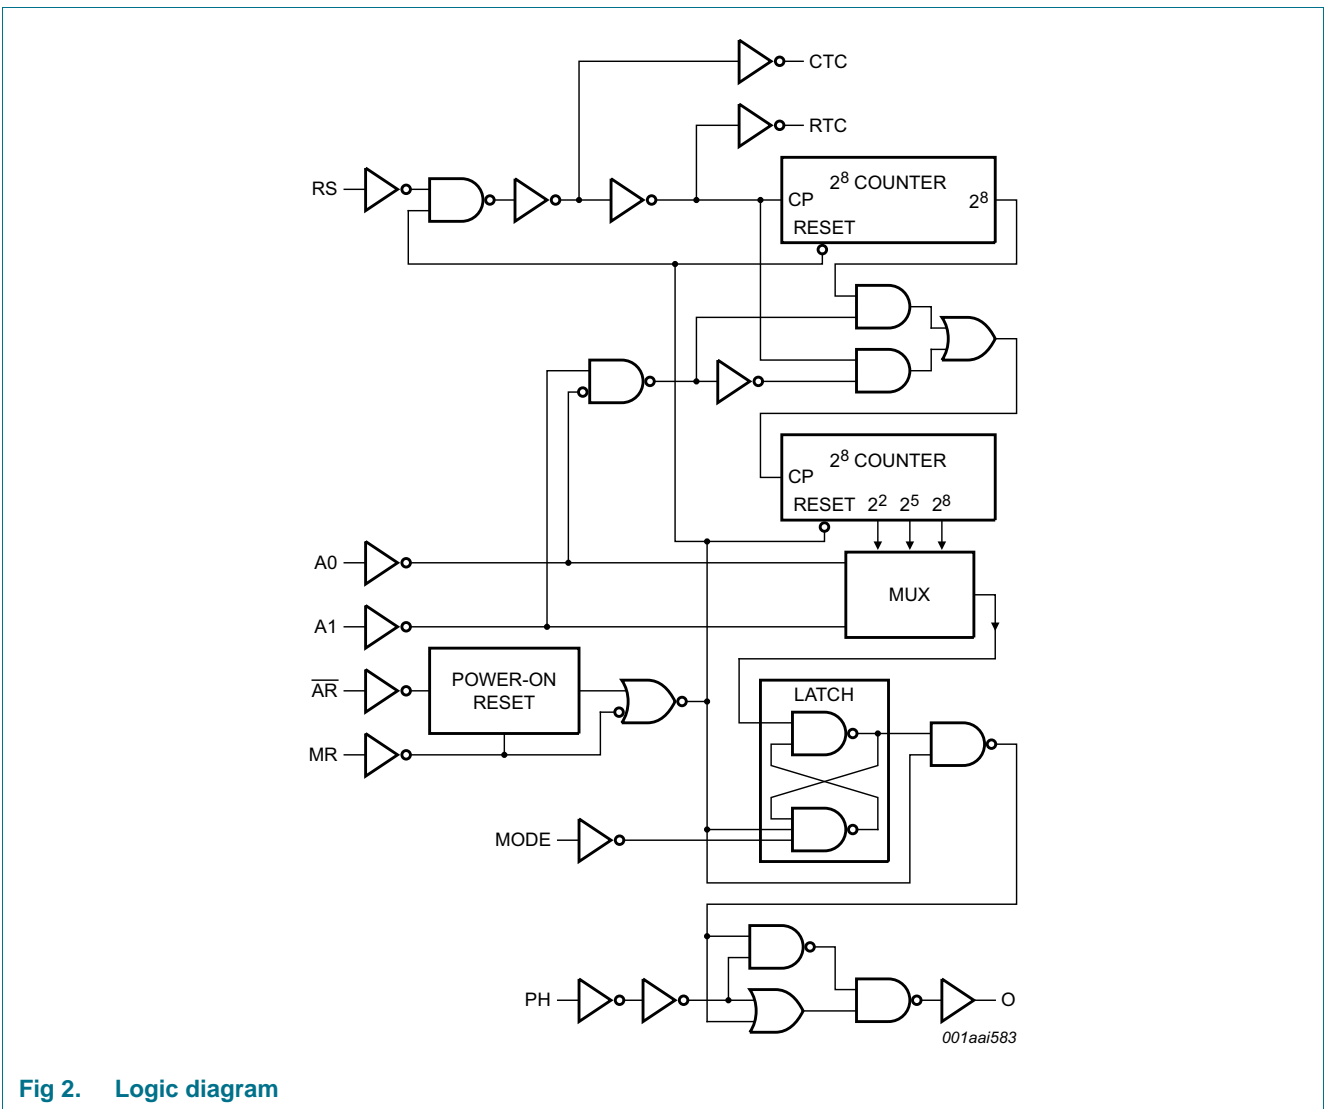 CTC
RTC
RS
2⁸ COUNTER
CP
2⁸
RESET
2⁸ COUNTER
CP
RESET 2² 2⁵ 2⁸
A0
MUX
A1
A̅R̅
POWER-ON
RESET
LATCH
MR
MODE
PH
O
001aai583
Fig 2. Logic diagram